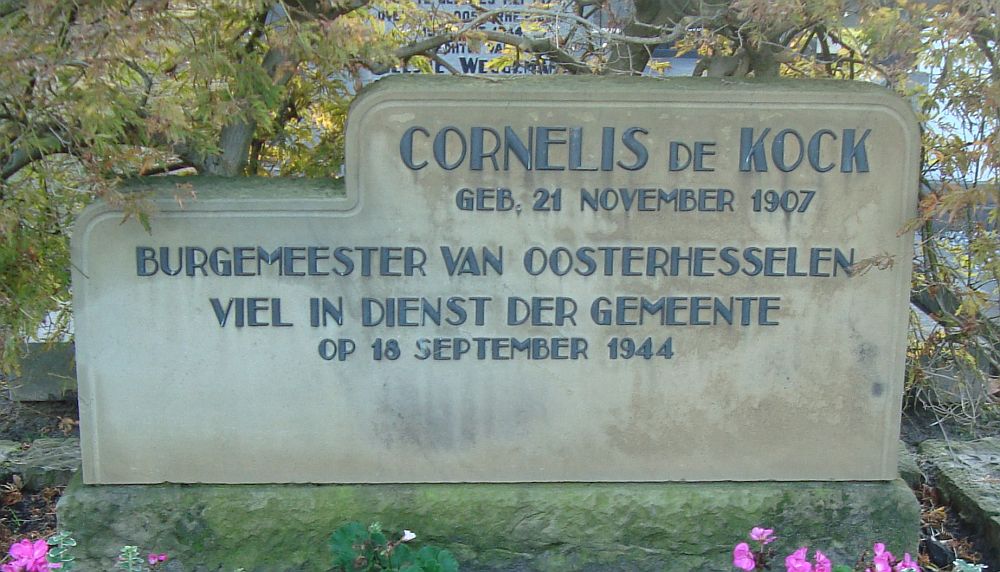 CORNELIS DE KOCK
GEB. 21 NOVEMBER 1907
BURGEMEESTER VAN OOSTERHESSELEN
VIEL IN DIENST DER GEMEENTE
OP 18 SEPTEMBER 1944